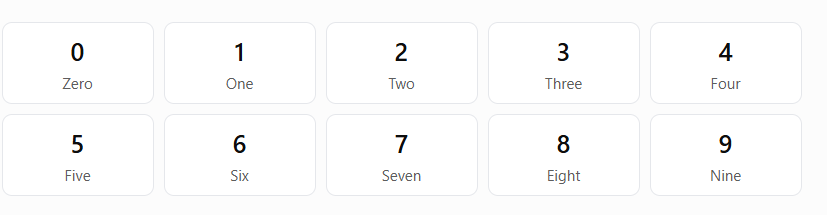 0 1 2 3 4
Zero One Two Three Four
5 6 7 8 9
Five Six Seven Eight Nine